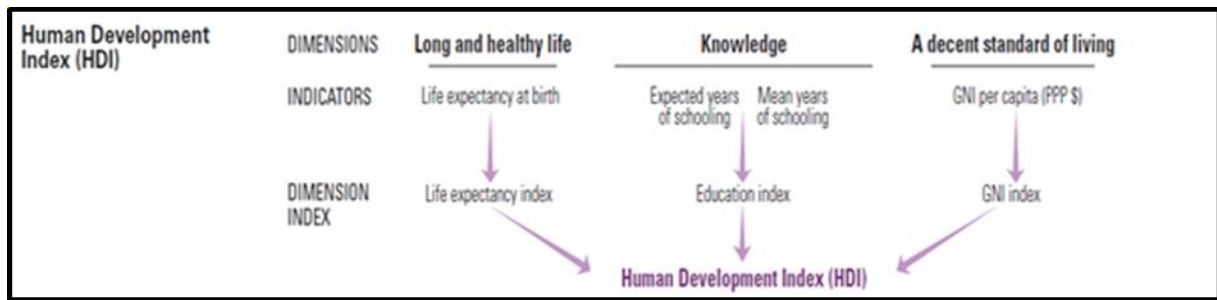 Human Development
Index (HDI)
DIMENSIONS Long and healthy life Knowledge A decent standard of living
INDICATORS Life expectancy at birth Expected years Mean years GNI per capita (PPP $)
of schooling of schooling
DIMENSION Life expectancy index Education index GNI index
INDEX
Human Development Index (HDI)